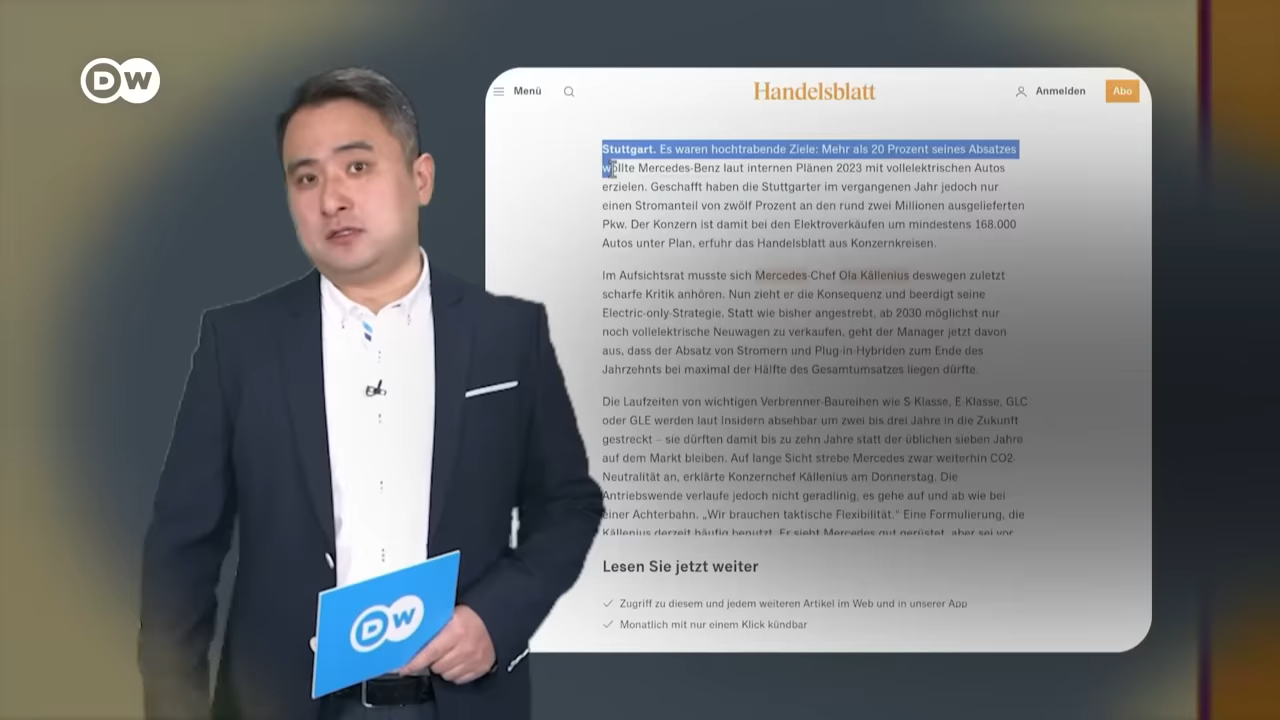 DW
Menü
Handelsblatt
Anmelden
Abo
Stuttgart. Es waren hochtrabende Ziele: Mehr als 20 Prozent seines Absatzes
wollte Mercedes-Benz laut internen Plänen 2023 mit vollelektrischen Autos
erzielen. Geschafft haben die Stuttgarter im vergangenen Jahr jedoch nur
einen Stromanteil von zwölf Prozent an den rund zwei Millionen ausgelieferten
Pkw. Der Konzern ist damit bei den Elektroverkäufen um mindestens 168.000
Autos unter Plan, erfuhr das Handelsblatt aus Konzernkreisen.
Im Aufsichtsrat musste sich Mercedes-Chef Ola Källenius deswegen zuletzt
scharfe Kritik anhören. Nun zieht er die Konsequenz und beerdigt seine
Electric-only-Strategie. Statt wie bisher angestrebt, ab 2030 möglichst nur
noch vollelektrische Neuwagen zu verkaufen, geht der Manager jetzt davon
aus, dass der Absatz von Stromern und Plug-in-Hybriden zum Ende des
Jahrzehnts bei maximal der Hälfte des Gesamtumsatzes liegen dürfte.
Die Laufzeiten von wichtigen Verbrenner-Baureihen wie S-Klasse, E-Klasse, GLC
oder GLE werden laut Insidern absehbar um zwei bis drei Jahre in die Zukunft
gestreckt – sie dürften damit bis zu zehn Jahre statt der üblichen sieben Jahre
auf dem Markt bleiben. Auf lange Sicht strebe Mercedes zwar weiterhin CO2-
Neutralität an, erklärte Konzernchef Källenius am Donnerstag. Die
Antriebswende verlaufe jedoch nicht geradlinig, es gehe auf und ab wie bei
einer Achterbahn. „Wir brauchen taktische Flexibilität.“ Eine Formulierung, die
Källenius derzeit häufig benutzt. Er sieht Mercedes gut gerüstet, aber sei vor
Lesen Sie jetzt weiter
Zugriff zu diesem und jedem weiteren Artikel im Web und in unserer App
Monatlich mit nur einem Klick kündbar
DW